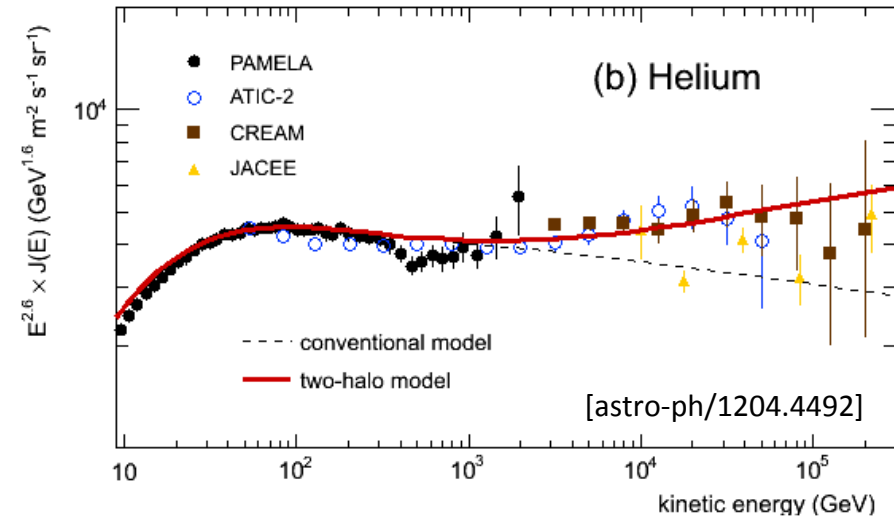 E^2.6 × J(E) (GeV^1.6 m^-2 s^-1 sr^-1)
10^4
PAMELA
ATIC-2
CREAM
JACEE
(b) Helium
conventional model
two-halo model
[astro-ph/1204.4492]
10 10^2 10^3 10^4 10^5
kinetic energy (GeV)